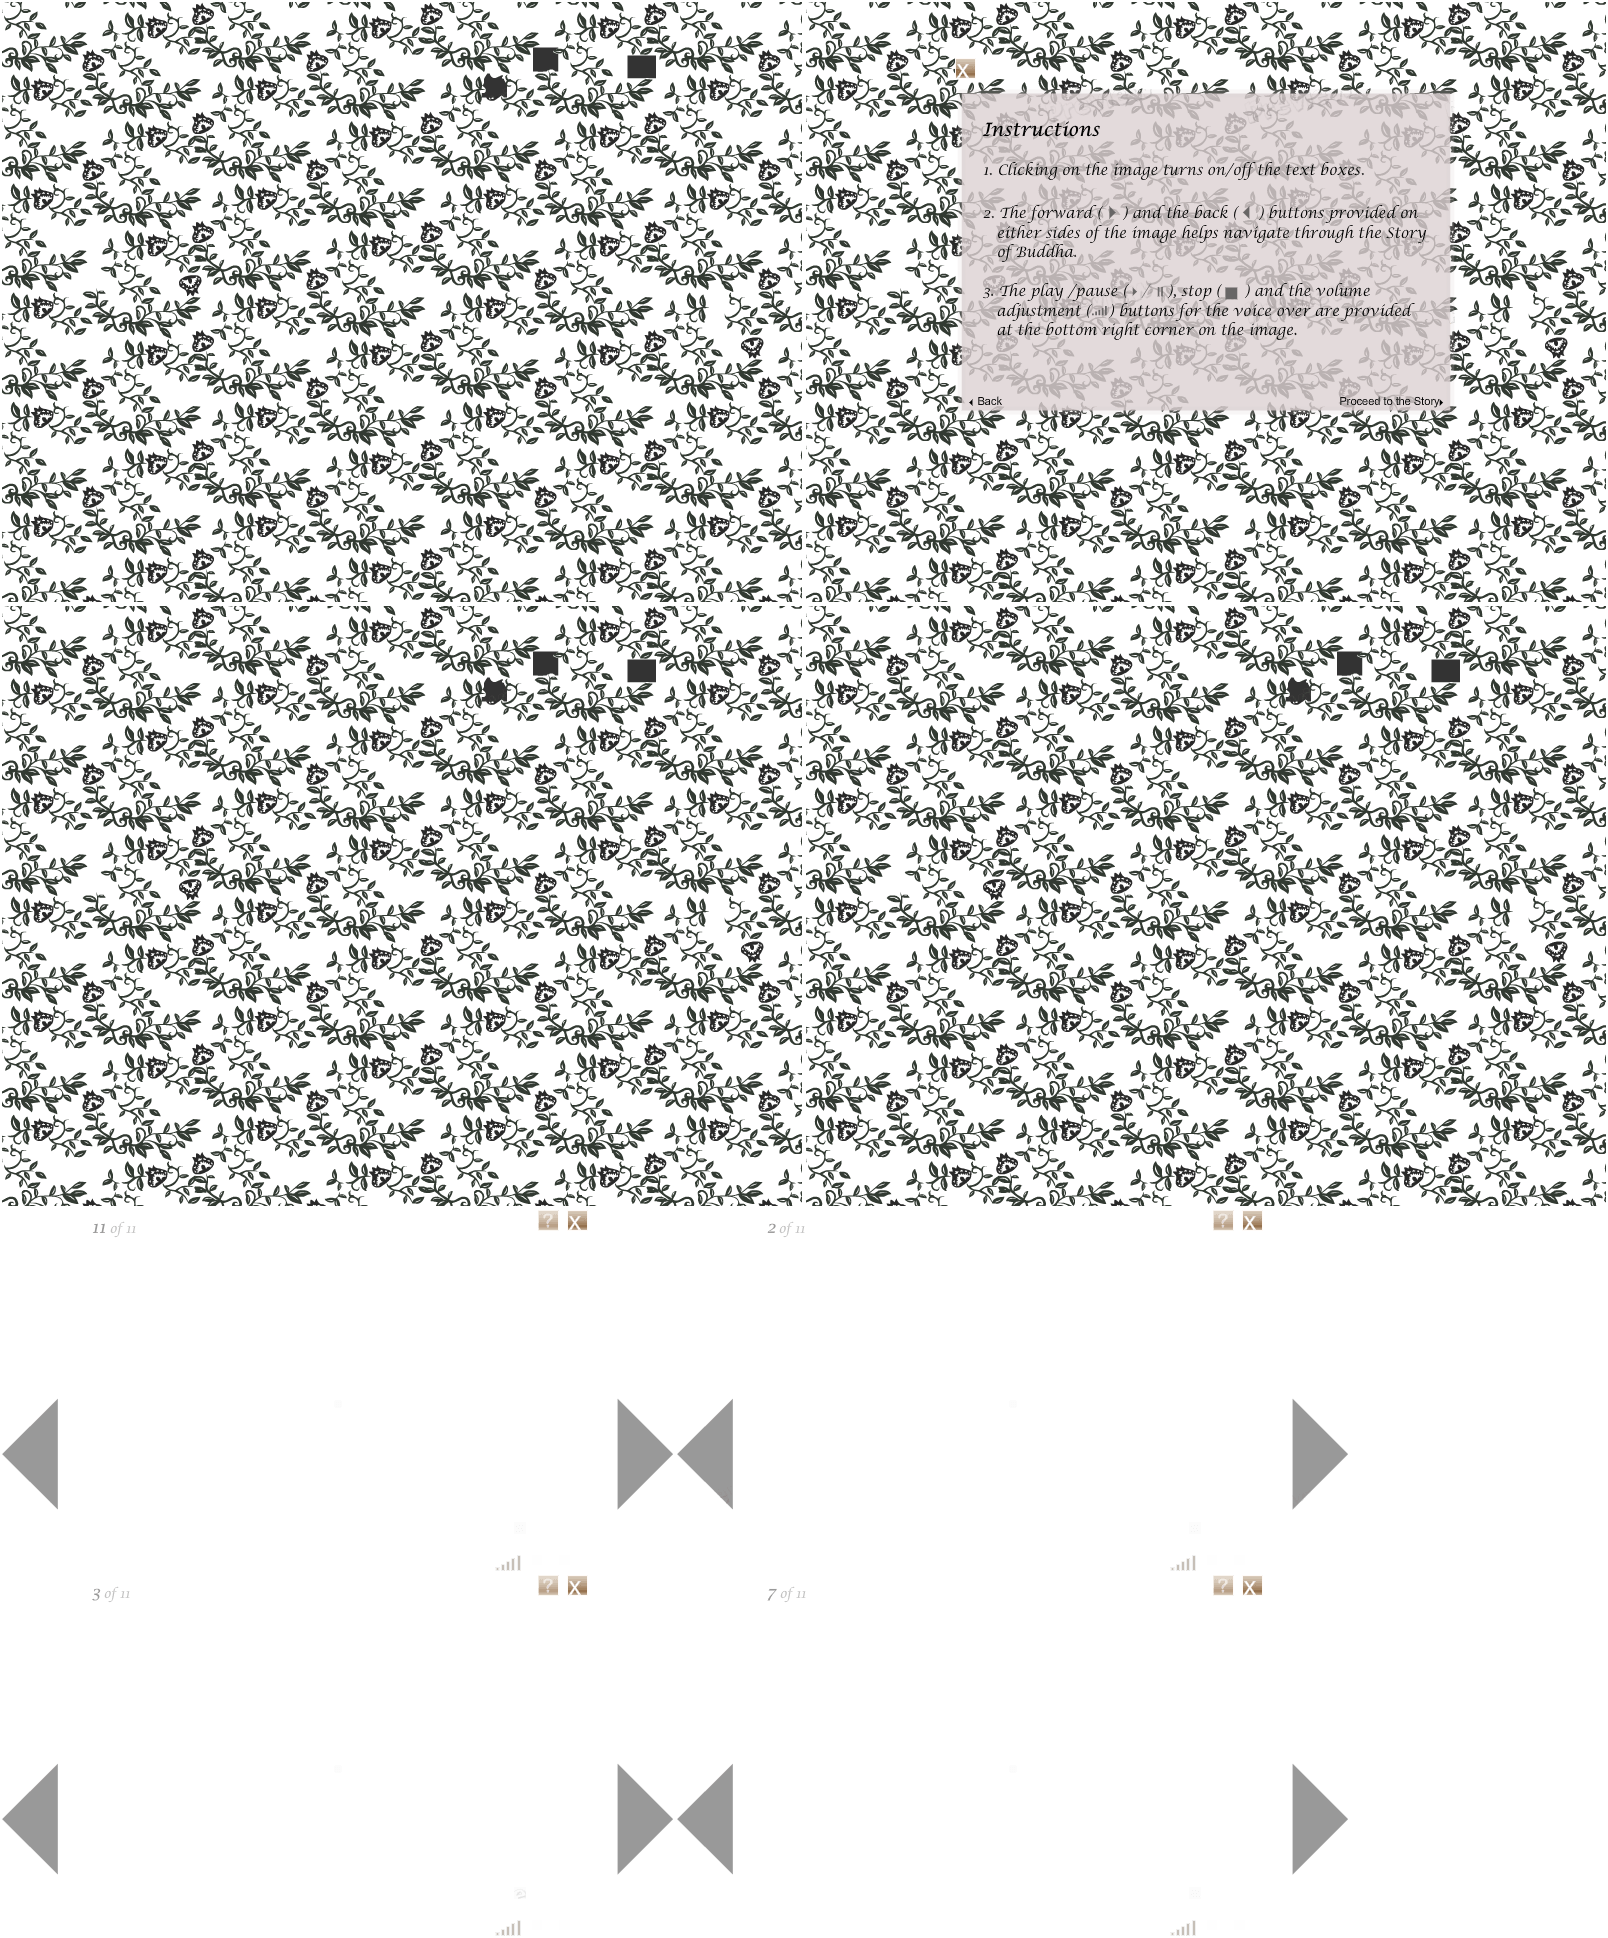 X
Instructions
1. Clicking on the image turns on/off the text boxes.
2. The forward ( ) and the back ( ) buttons provided on
either sides of the image helps navigate through the Story
of Buddha.
3. The play /pause ( / ), stop ( ) and the volume
adjustment ( ) buttons for the voice over are provided
at the bottom right corner on the image.
Back
Proceed to the Story
11 of 11
? X
2 of 11
? X
3 of 11
? X
7 of 11
? X